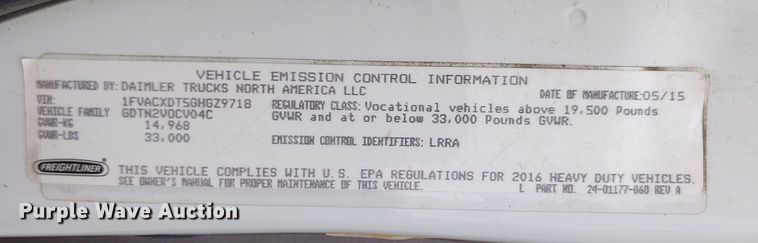 VEHICLE EMISSION CONTROL INFORMATION
MANUFACTURED BY: DAIMLER TRUCKS NORTH AMERICA LLC DATE OF MANUFACTURE: 05/15
VIN: 1FVACXDT5GHGZ9718 REGULATORY CLASS: Vocational vehicles above 19,500 Pounds
VEHICLE FAMILY GDTN2VOCV04C GVWR and at or below 33,000 Pounds GVWR.
GVWR-KG 14,968
GVWR-LBS 33,000 EMISSION CONTROL IDENTIFIERS: LRRA
FREIGHTLINER THIS VEHICLE COMPLIES WITH U.S. EPA REGULATIONS FOR 2016 HEAVY DUTY VEHICLES.
SEE OWNER'S MANUAL FOR PROPER MAINTENANCE OF THIS VEHICLE. L PART NO. 24-01177-060 REV A
Purple Wave Auction